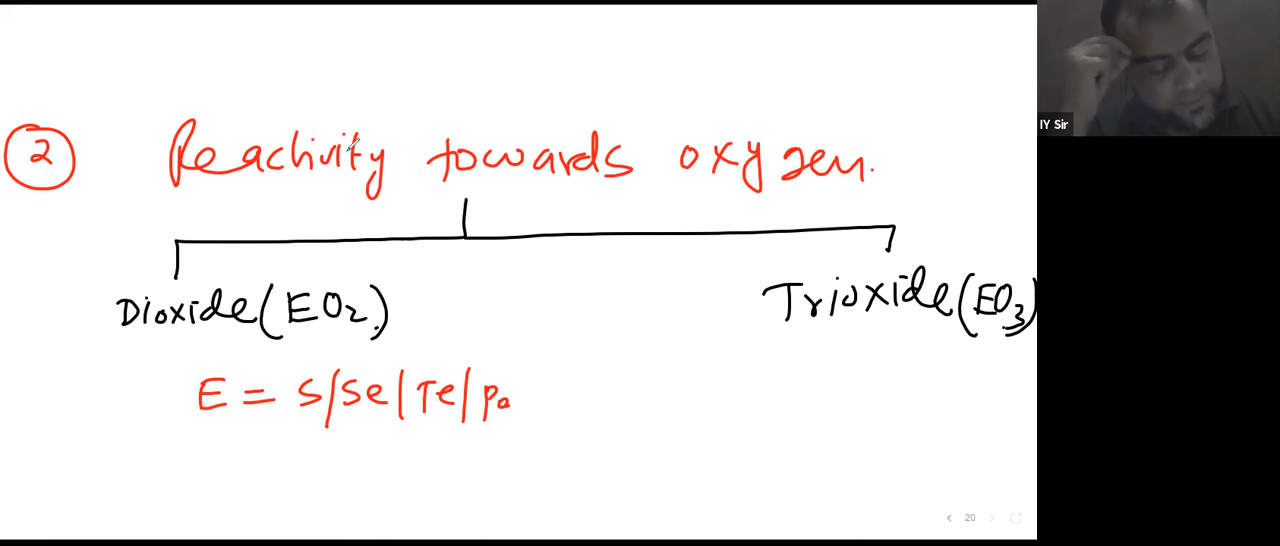 2 Reactivity towards oxygen.
Dioxide (EO2) Trioxide (EO3)
E = S/Se/Te/Po
IY Sir
20